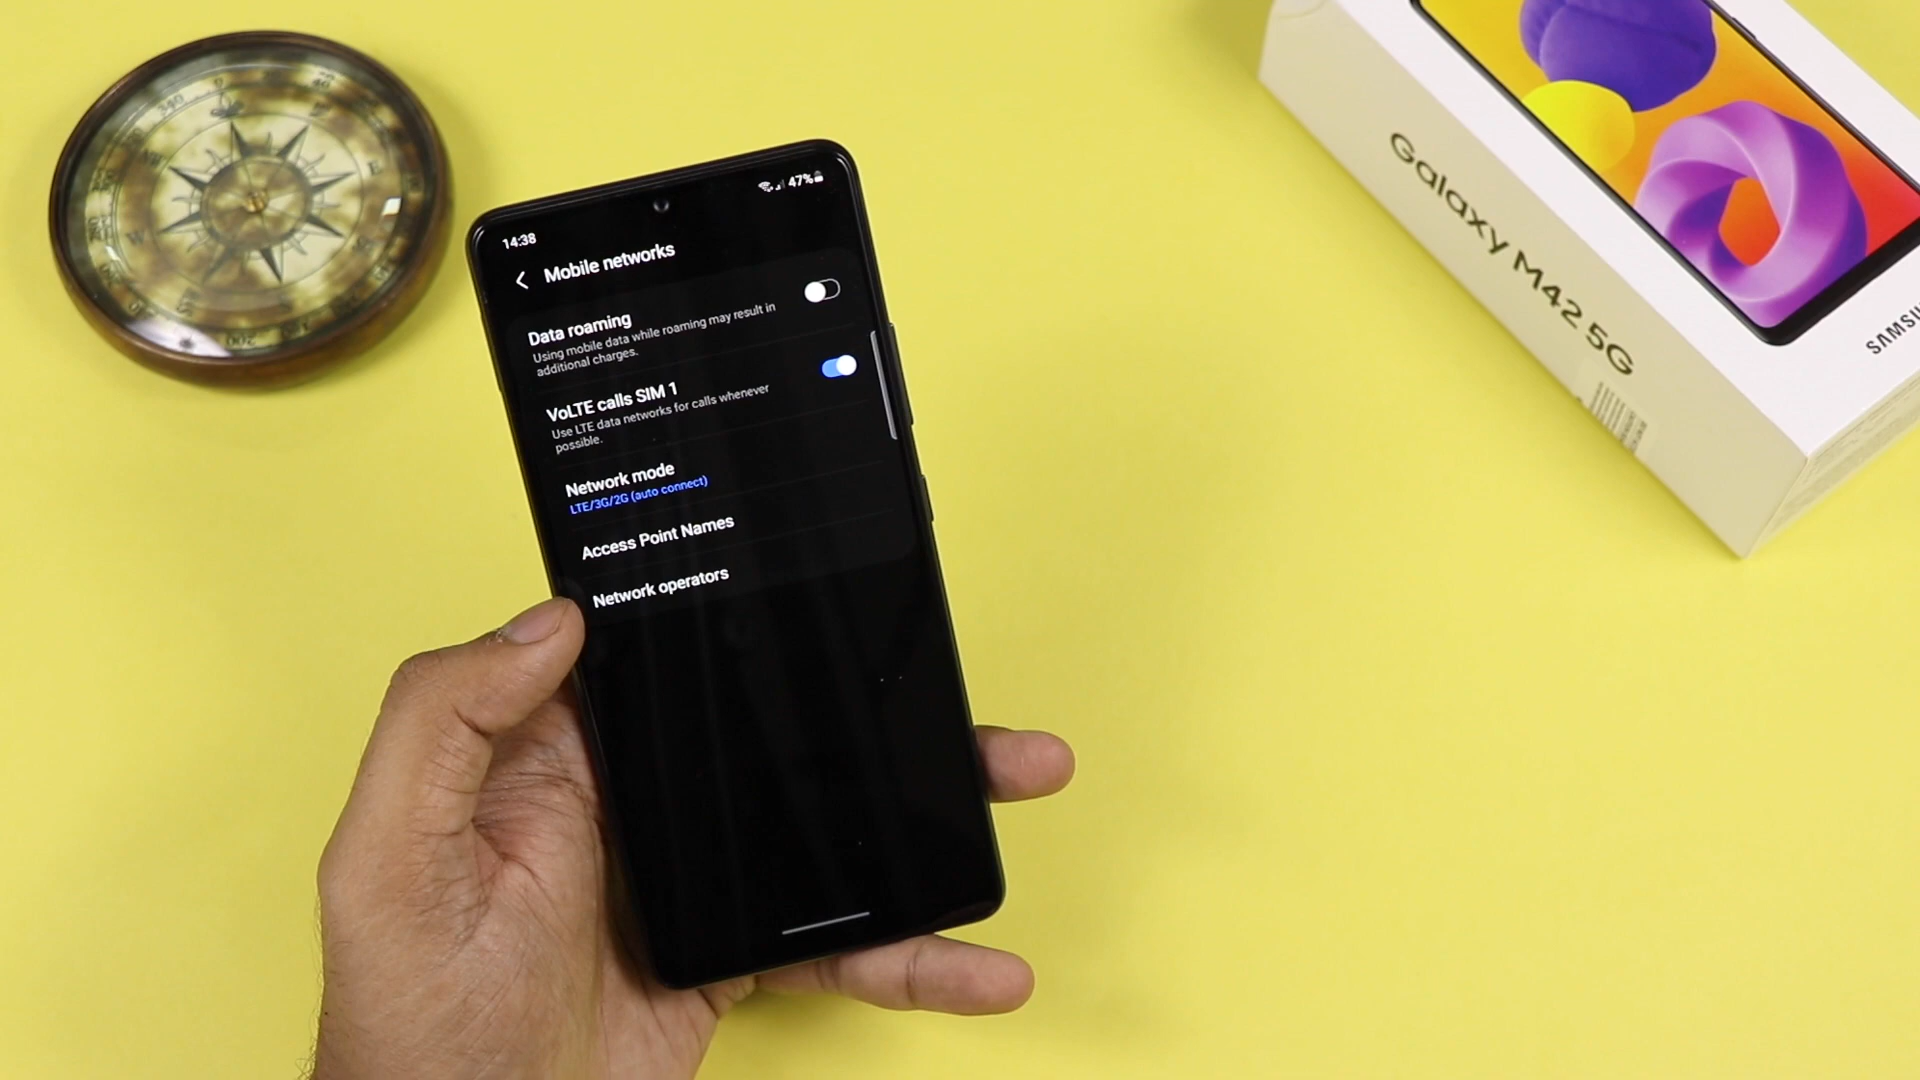 14:38
47%
Mobile networks
Data roaming
Using mobile data while roaming may result in
additional charges.
VoLTE calls SIM 1
Use LTE data networks for calls whenever
possible.
Network mode
LTE/3G/2G (auto connect)
Access Point Names
Network operators
Galaxy M42 5G
SAMSU